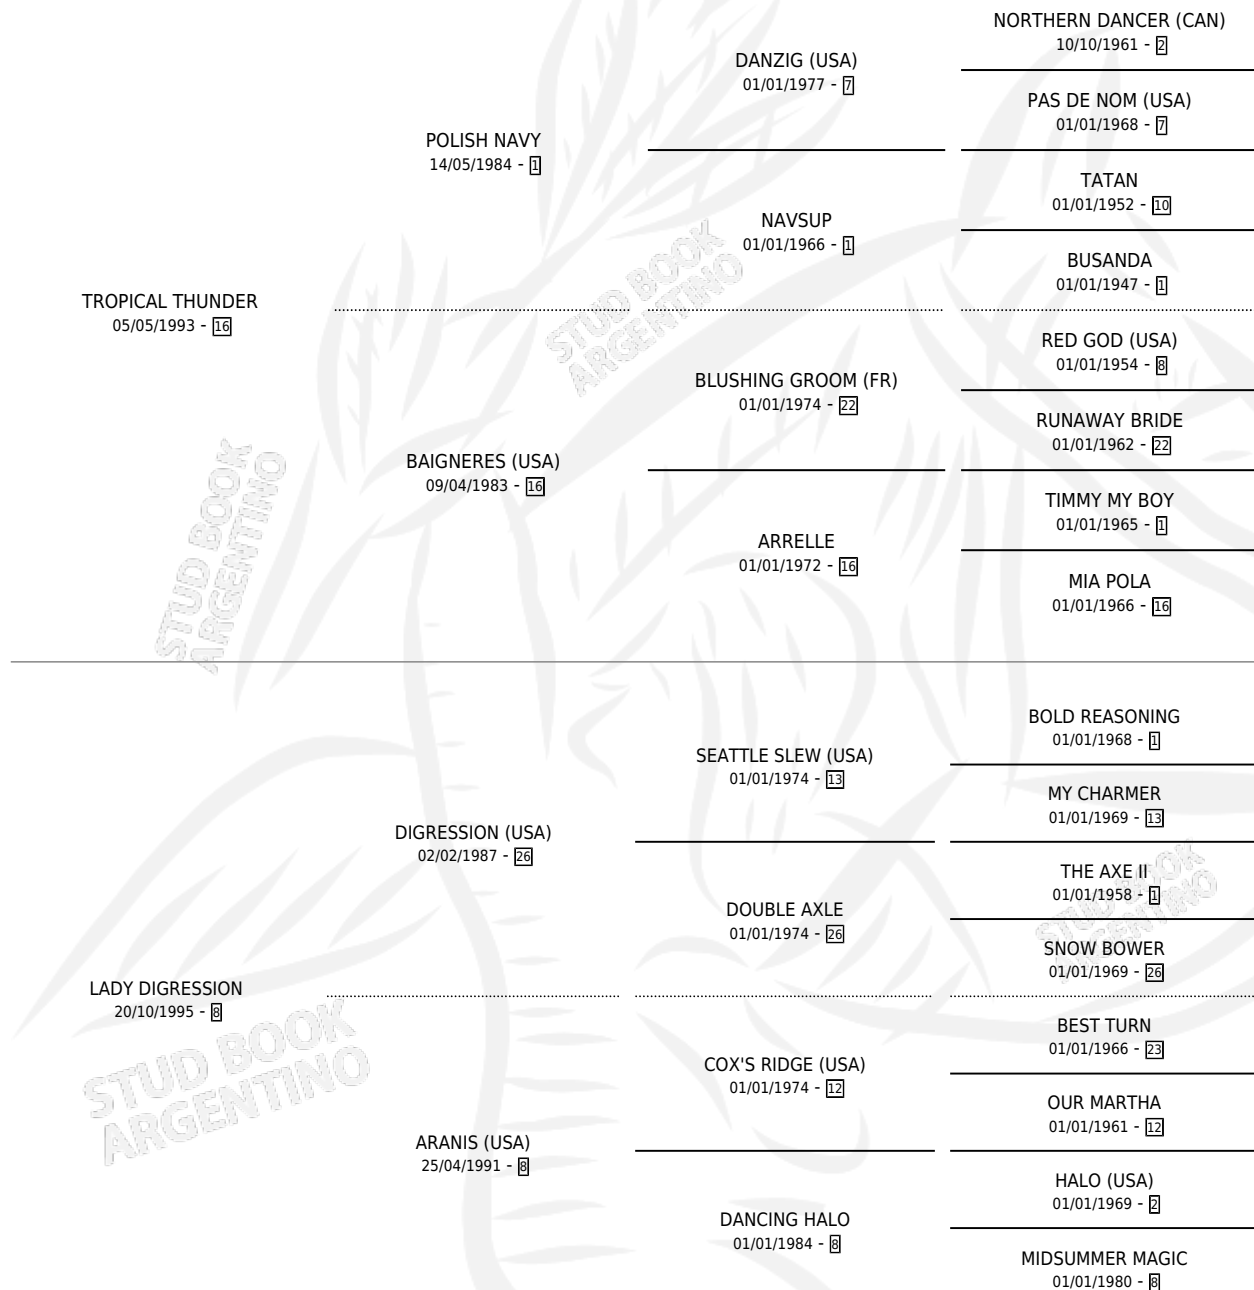 NORTHERN DANCER (CAN)
10/10/1961 - 2
DANZIG (USA)
01/01/1977 - 7
PAS DE NOM (USA)
01/01/1968 - 7
POLISH NAVY
14/05/1984 - 1
TATAN
01/01/1952 - 10
NAVSUP
01/01/1966 - 1
BUSANDA
01/01/1947 - 1
STUD BOOK
ARGENTINO
TROPICAL THUNDER
05/05/1993 - 16
RED GOD (USA)
01/01/1954 - 8
BLUSHING GROOM (FR)
01/01/1974 - 22
RUNAWAY BRIDE
01/01/1962 - 22
BAIGNERES (USA)
09/04/1983 - 16
TIMMY MY BOY
01/01/1965 - 1
ARRELLE
01/01/1972 - 16
MIA POLA
01/01/1966 - 16
STUD BOOK
ARGENTINO
BOLD REASONING
01/01/1968 - 1
SEATTLE SLEW (USA)
01/01/1974 - 13
MY CHARMER
01/01/1969 - 13
DIGRESSION (USA)
02/02/1987 - 26
THE AXE II
01/01/1958 - 1
DOUBLE AXLE
01/01/1974 - 26
SNOW BOWER
01/01/1969 - 26
STUD BOOK
ARGENTINO
LADY DIGRESSION
20/10/1995 - 8
BEST TURN
01/01/1966 - 23
COX'S RIDGE (USA)
01/01/1974 - 12
OUR MARTHA
01/01/1961 - 12
STUD BOOK
ARGENTINO
ARANIS (USA)
25/04/1991 - 8
HALO (USA)
01/01/1969 - 2
DANCING HALO
01/01/1984 - 8
MIDSUMMER MAGIC
01/01/1980 - 8